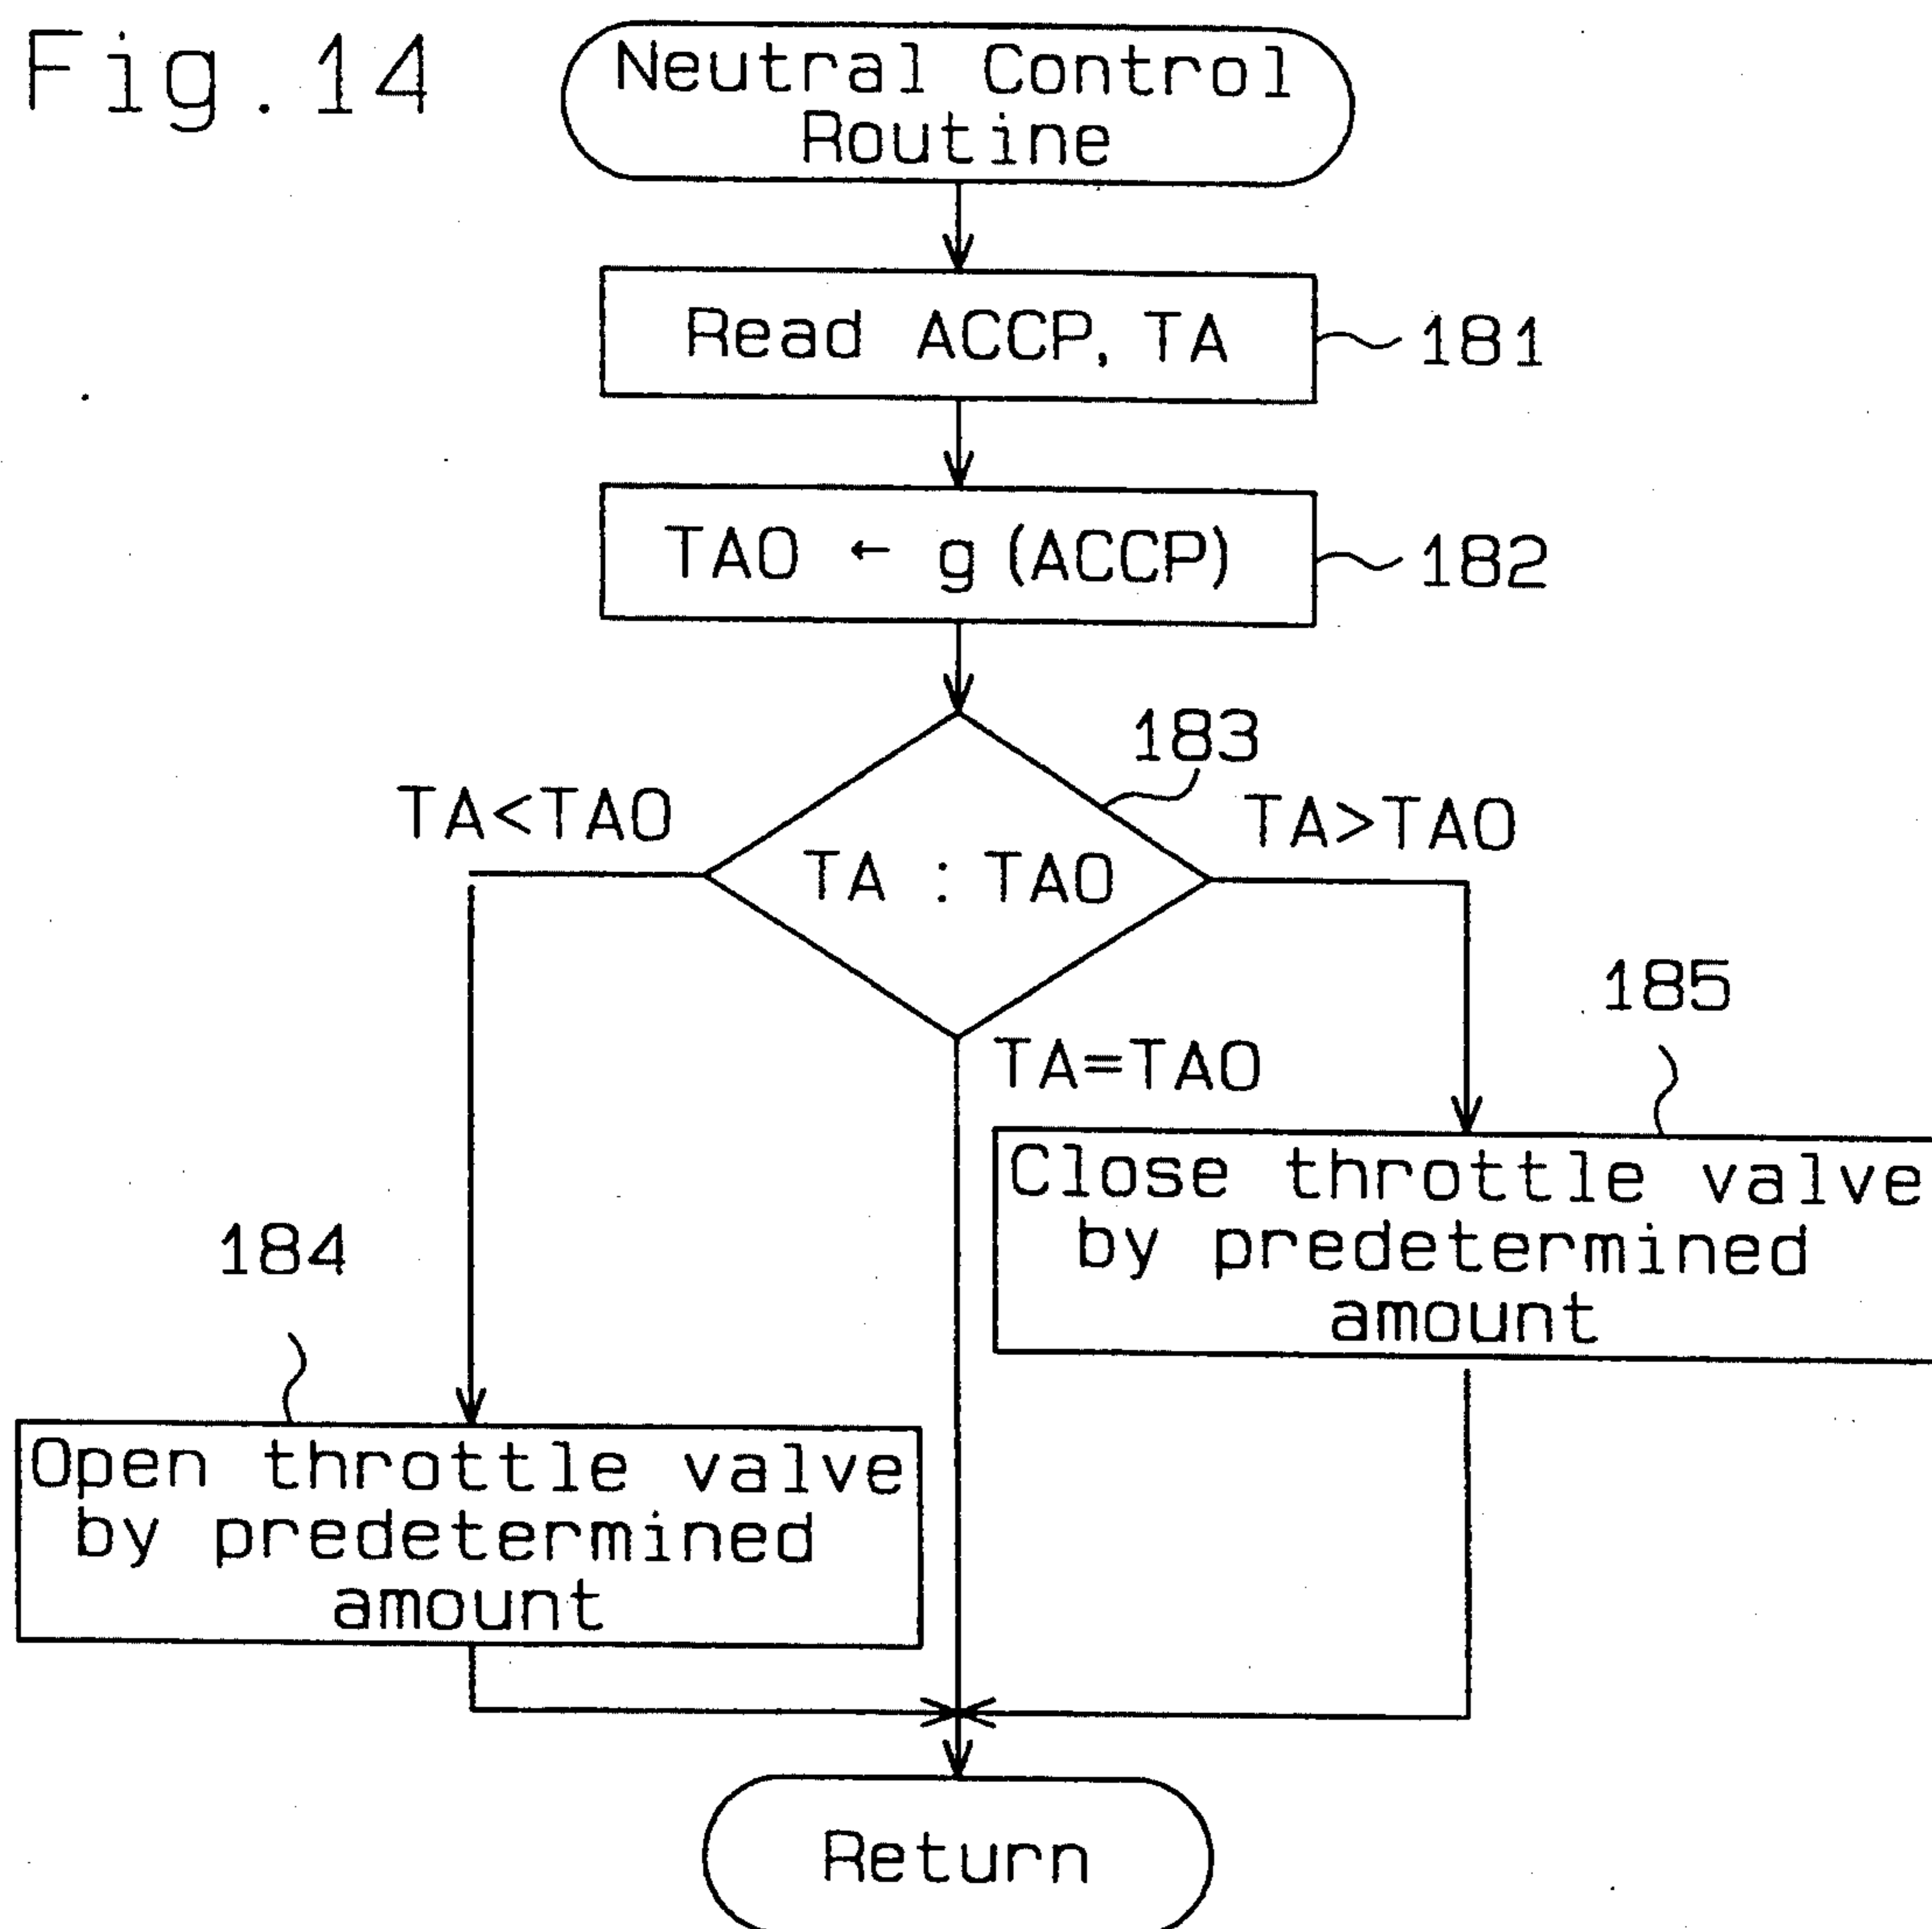 Fig.14
Neutral Control
Routine
Read ACCP, TA
181
TAO ← g (ACCP)
182
183
TA<TAO
TA>TAO
TA : TAO
185
TA=TAO
Close throttle valve
by predetermined
amount
184
Open throttle valve
by predetermined
amount
Return